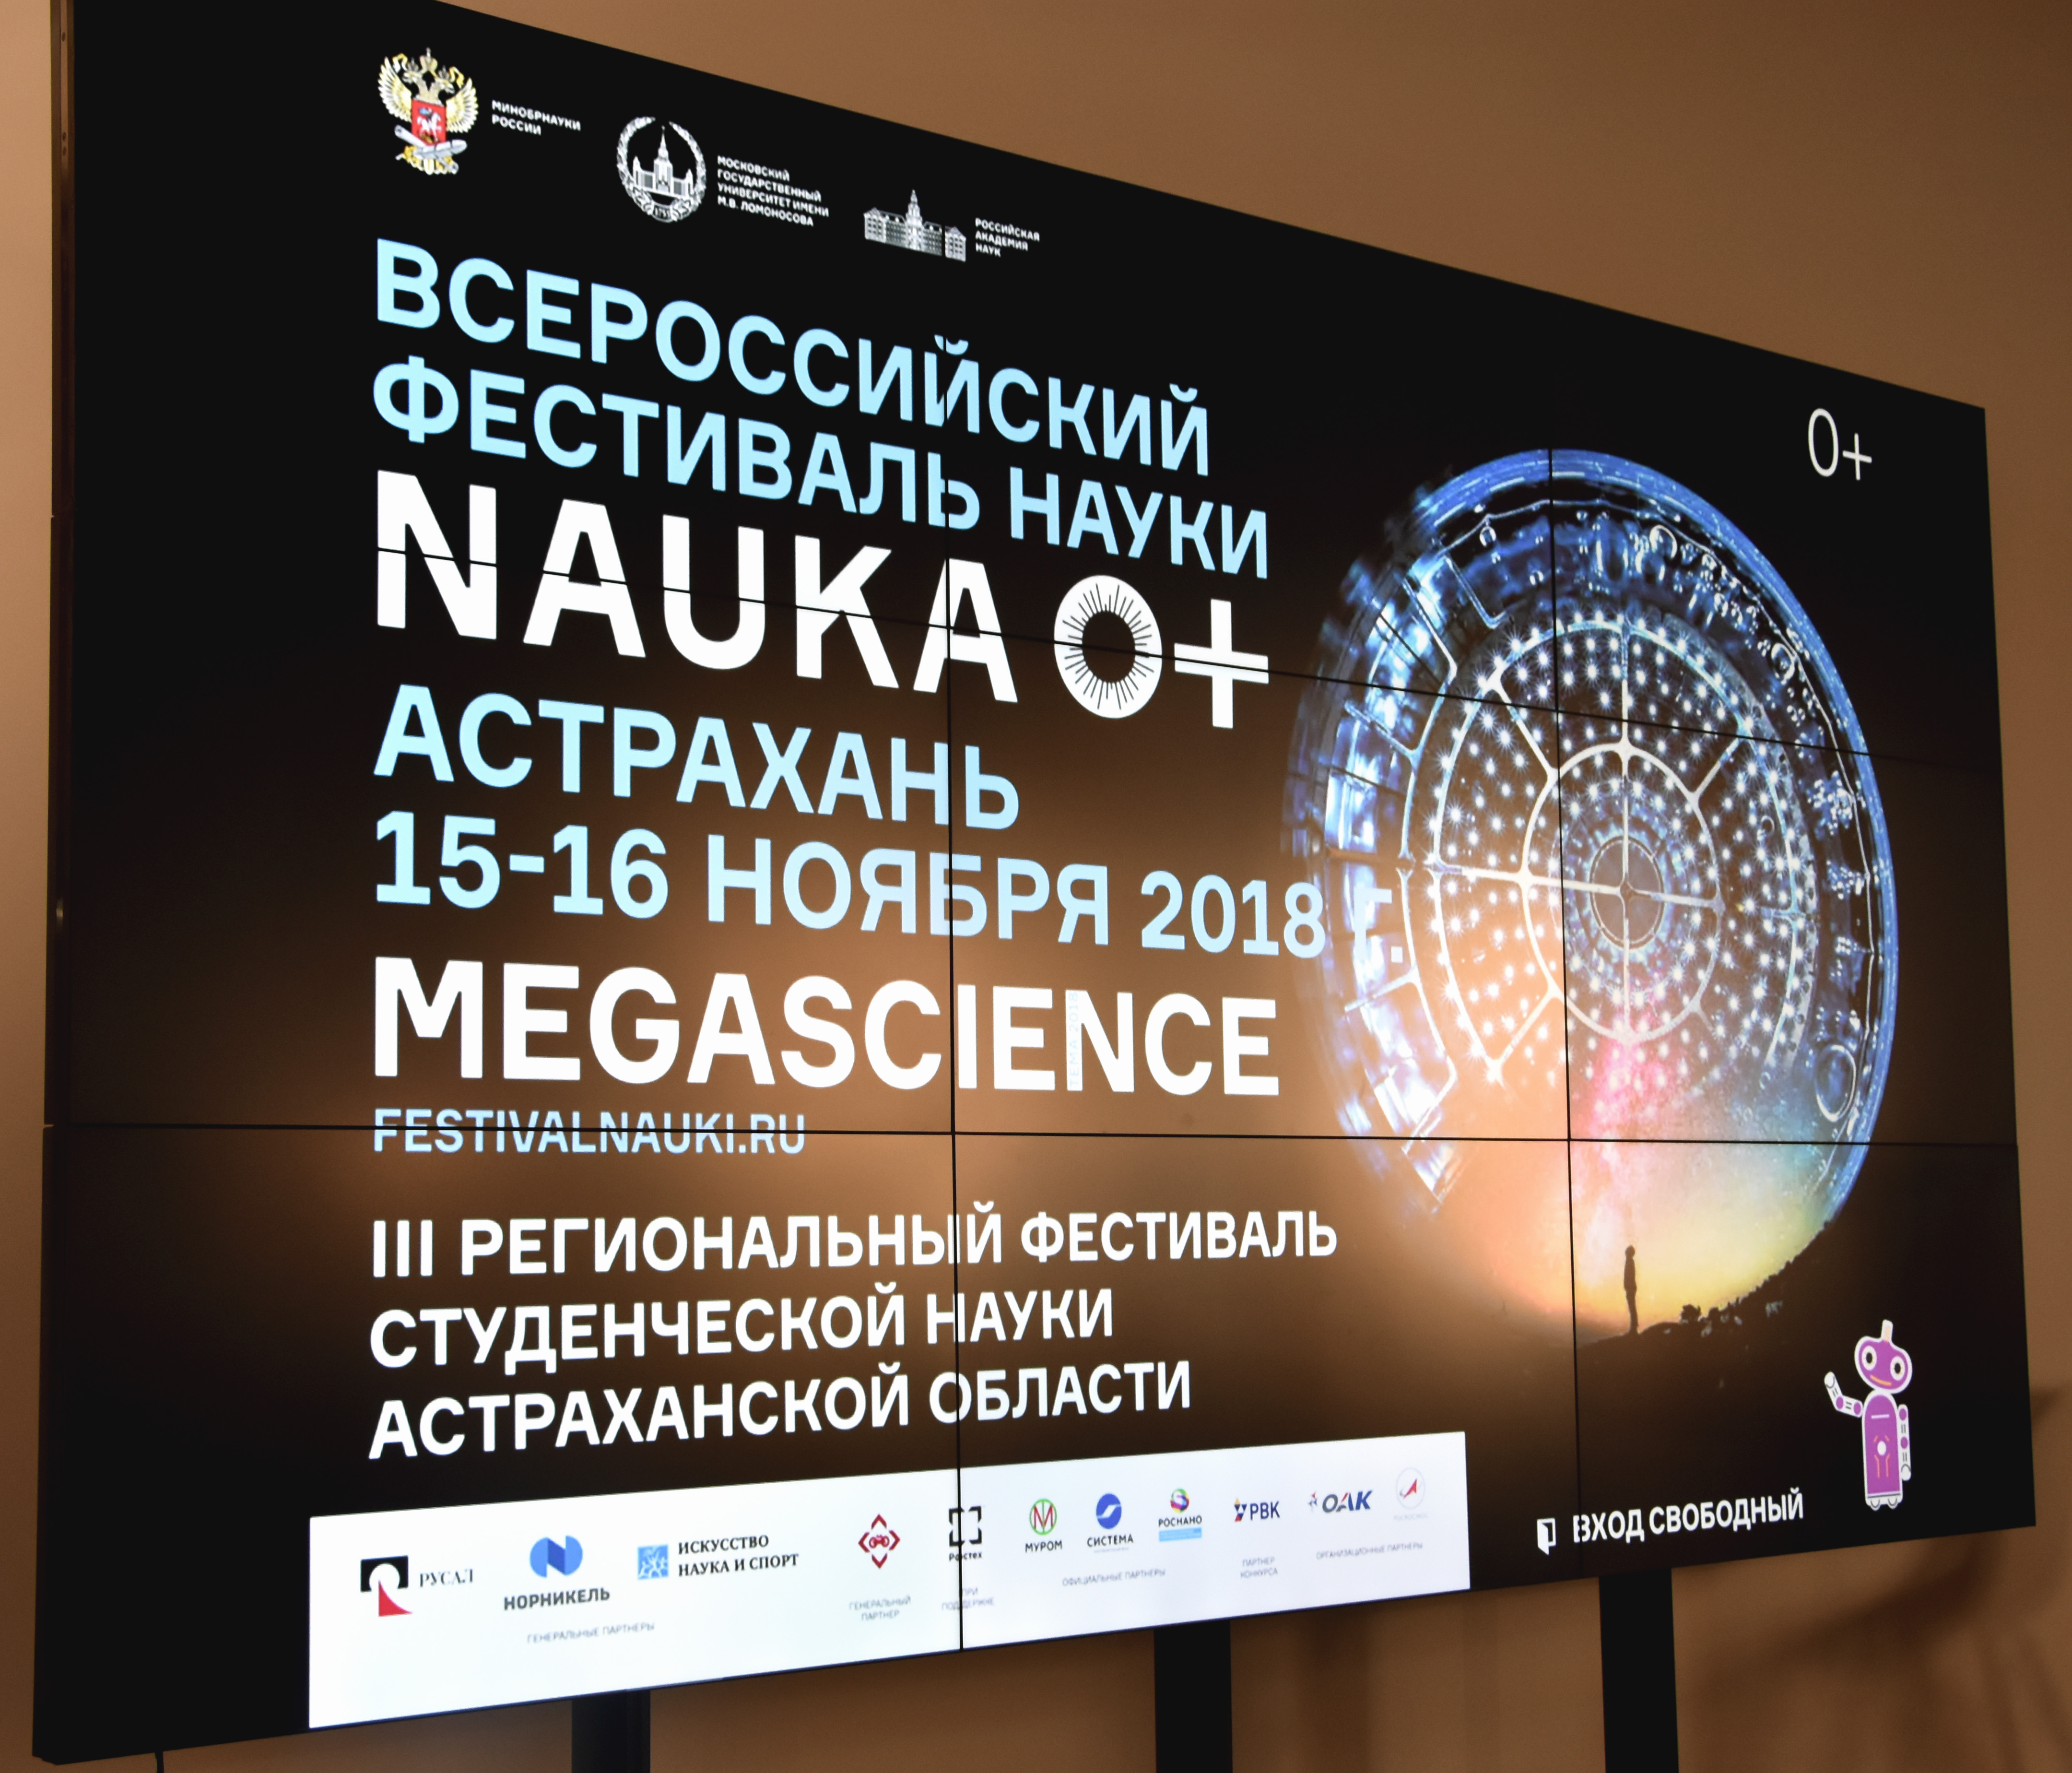 МИНОБРНАУКИ
РОССИИ
МОСКОВСКИЙ
ГОСУДАРСТВЕННЫЙ
УНИВЕРСИТЕТ ИМЕНИ
М.В. ЛОМОНОСОВА
РОССИЙСКАЯ
АКАДЕМИЯ
НАУК
0+
ВСЕРОССИЙСКИЙ
ФЕСТИВАЛЬ НАУКИ
NAUKA 0+
АСТРАХАНЬ
15-16 НОЯБРЯ 2018 г.
MEGASCIENCE
FESTIVALNAUKI.RU
III РЕГИОНАЛЬНЫЙ ФЕСТИВАЛЬ
СТУДЕНЧЕСКОЙ НАУКИ
АСТРАХАНСКОЙ ОБЛАСТИ
ВХОД СВОБОДНЫЙ
РУСАЛ
НОРНИКЕЛЬ
ИСКУССТВО
НАУКА И СПОРТ
ГЕНЕРАЛЬНЫЕ ПАРТНЕРЫ
ГЕНЕРАЛЬНЫЙ
ПАРТНЕР
Ростех
ПРИ
ПОДДЕРЖКЕ
МУРОМ
СИСТЕМА
РОСНАНО
ОФИЦИАЛЬНЫЕ ПАРТНЕРЫ
РВК
ПАРТНЕР
КОНКУРСА
ОАК
ОРГАНИЗАЦИОННЫЕ ПАРТНЕРЫ